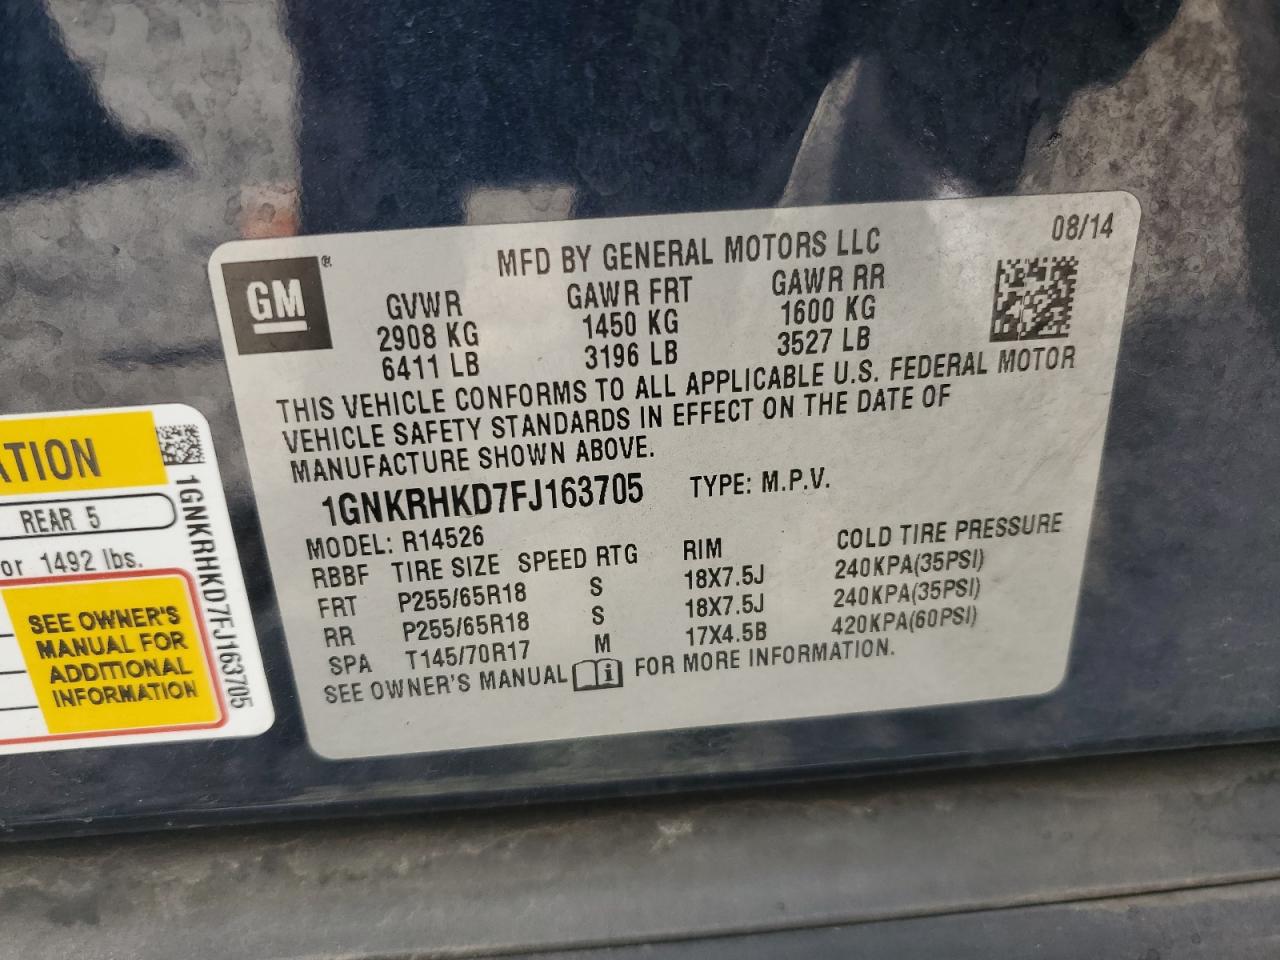 GM
®
MFD BY GENERAL MOTORS LLC
08/14
GVWR GAWR FRT GAWR RR
2908 KG 1450 KG 1600 KG
6411 LB 3196 LB 3527 LB
THIS VEHICLE CONFORMS TO ALL APPLICABLE U.S. FEDERAL MOTOR
VEHICLE SAFETY STANDARDS IN EFFECT ON THE DATE OF
MANUFACTURE SHOWN ABOVE.
1GNKRHKD7FJ163705 TYPE: M.P.V.
MODEL: R14526
RBBF TIRE SIZE SPEED RTG RIM COLD TIRE PRESSURE
FRT P255/65R18 S 18X7.5J 240KPA(35PSI)
RR P255/65R18 S 18X7.5J 240KPA(35PSI)
SPA T145/70R17 M 17X4.5B 420KPA(60PSI)
SEE OWNER'S MANUAL i FOR MORE INFORMATION.
REAR 5
or 1492 lbs.
SEE OWNER'S
MANUAL FOR
ADDITIONAL
INFORMATION
1GNKRHKD7FJ163705